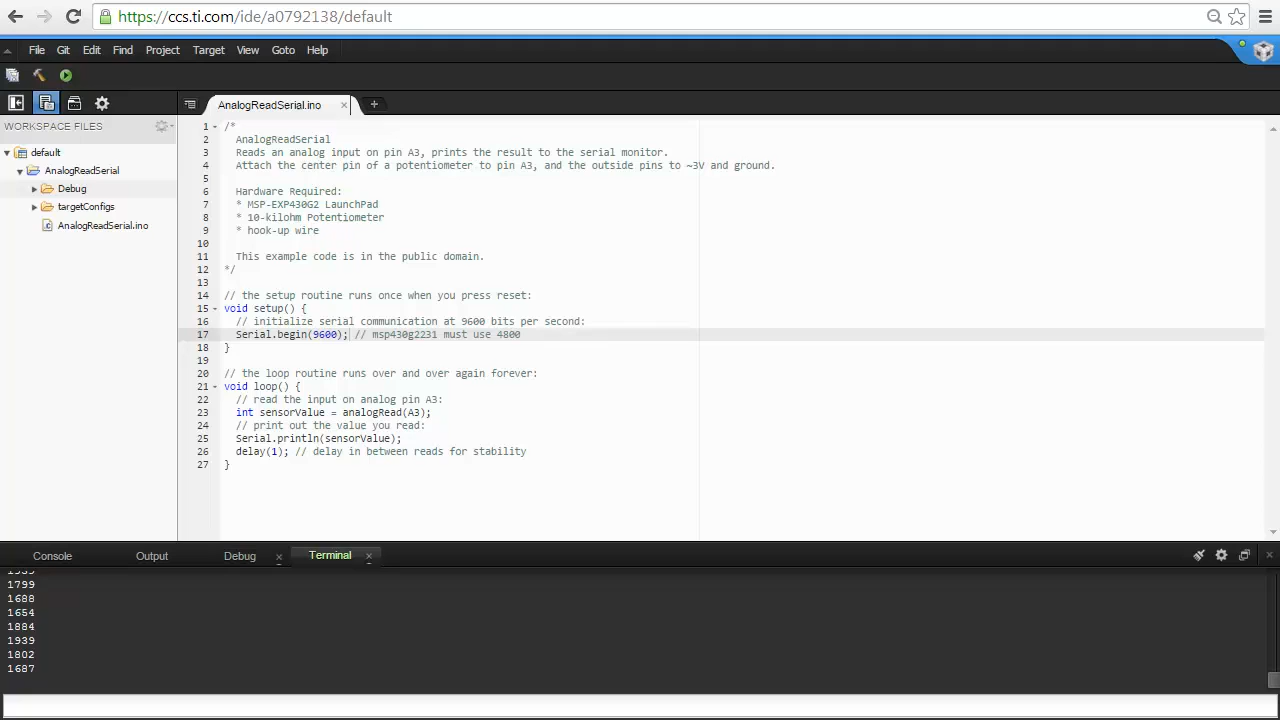 https://ccs.ti.com/ide/a0792138/default
File Git Edit Find Project Target View Goto Help
AnalogReadSerial.ino × +
WORKSPACE FILES
default
AnalogReadSerial
Debug
targetConfigs
AnalogReadSerial.ino
1 /*
2 AnalogReadSerial
3 Reads an analog input on pin A3, prints the result to the serial monitor.
4 Attach the center pin of a potentiometer to pin A3, and the outside pins to ~3V and ground.
5
6 Hardware Required:
7 * MSP-EXP430G2 LaunchPad
8 * 10-kilohm Potentiometer
9 * hook-up wire
10
11 This example code is in the public domain.
12 */
13
14 // the setup routine runs once when you press reset:
15 void setup() {
16 // initialize serial communication at 9600 bits per second:
17 Serial.begin(9600); // msp430g2231 must use 4800
18 }
19
20 // the loop routine runs over and over again forever:
21 void loop() {
22 // read the input on analog pin A3:
23 int sensorValue = analogRead(A3);
24 // print out the value you read:
25 Serial.println(sensorValue);
26 delay(1); // delay in between reads for stability
27 }
Console Output Debug × Terminal ×
1799
1688
1654
1884
1939
1802
1687